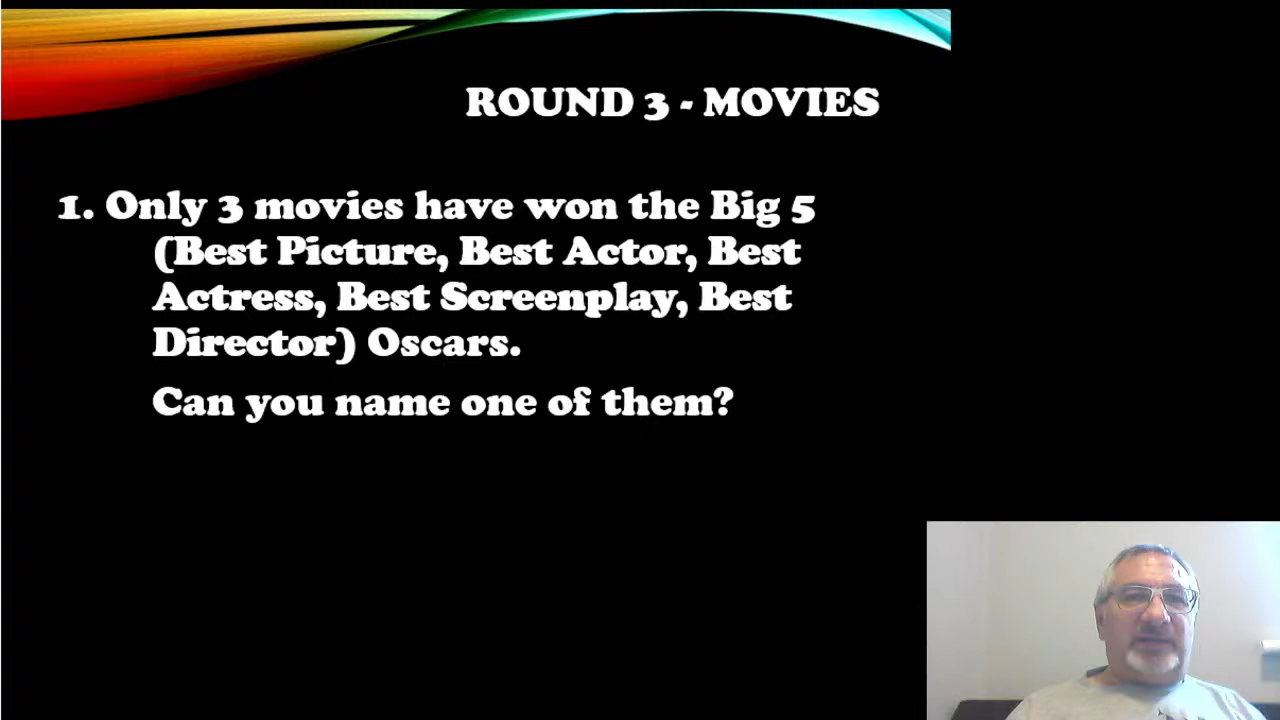 ROUND 3 - MOVIES
1. Only 3 movies have won the Big 5
(Best Picture, Best Actor, Best
Actress, Best Screenplay, Best
Director) Oscars.
Can you name one of them?